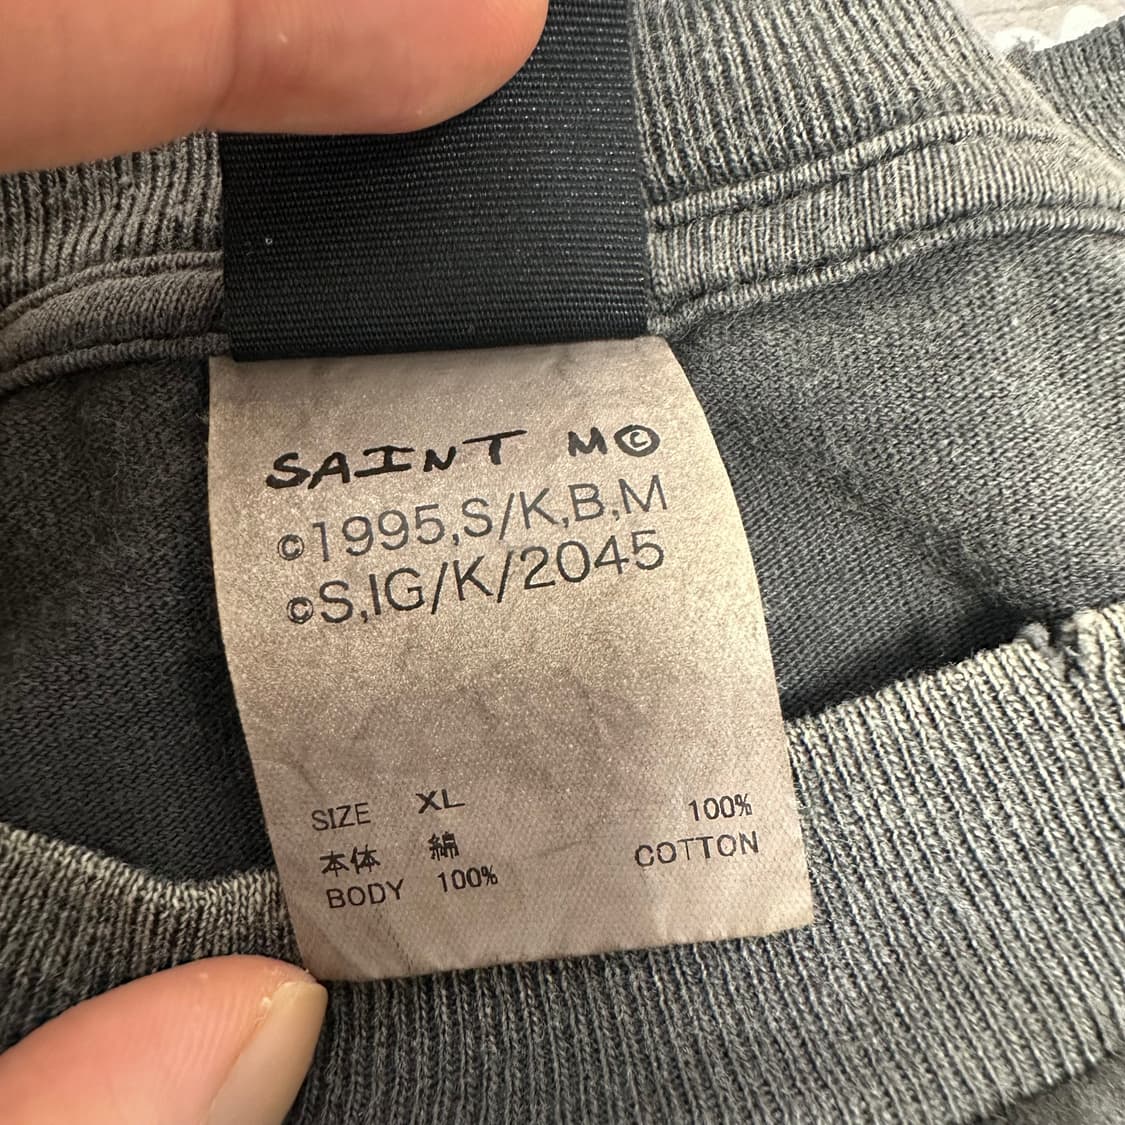 SAINT M©
©1995,S/K,B,M
©S,IG/K/2045
SIZE XL
本体 綿 100%
BODY 100% COTTON